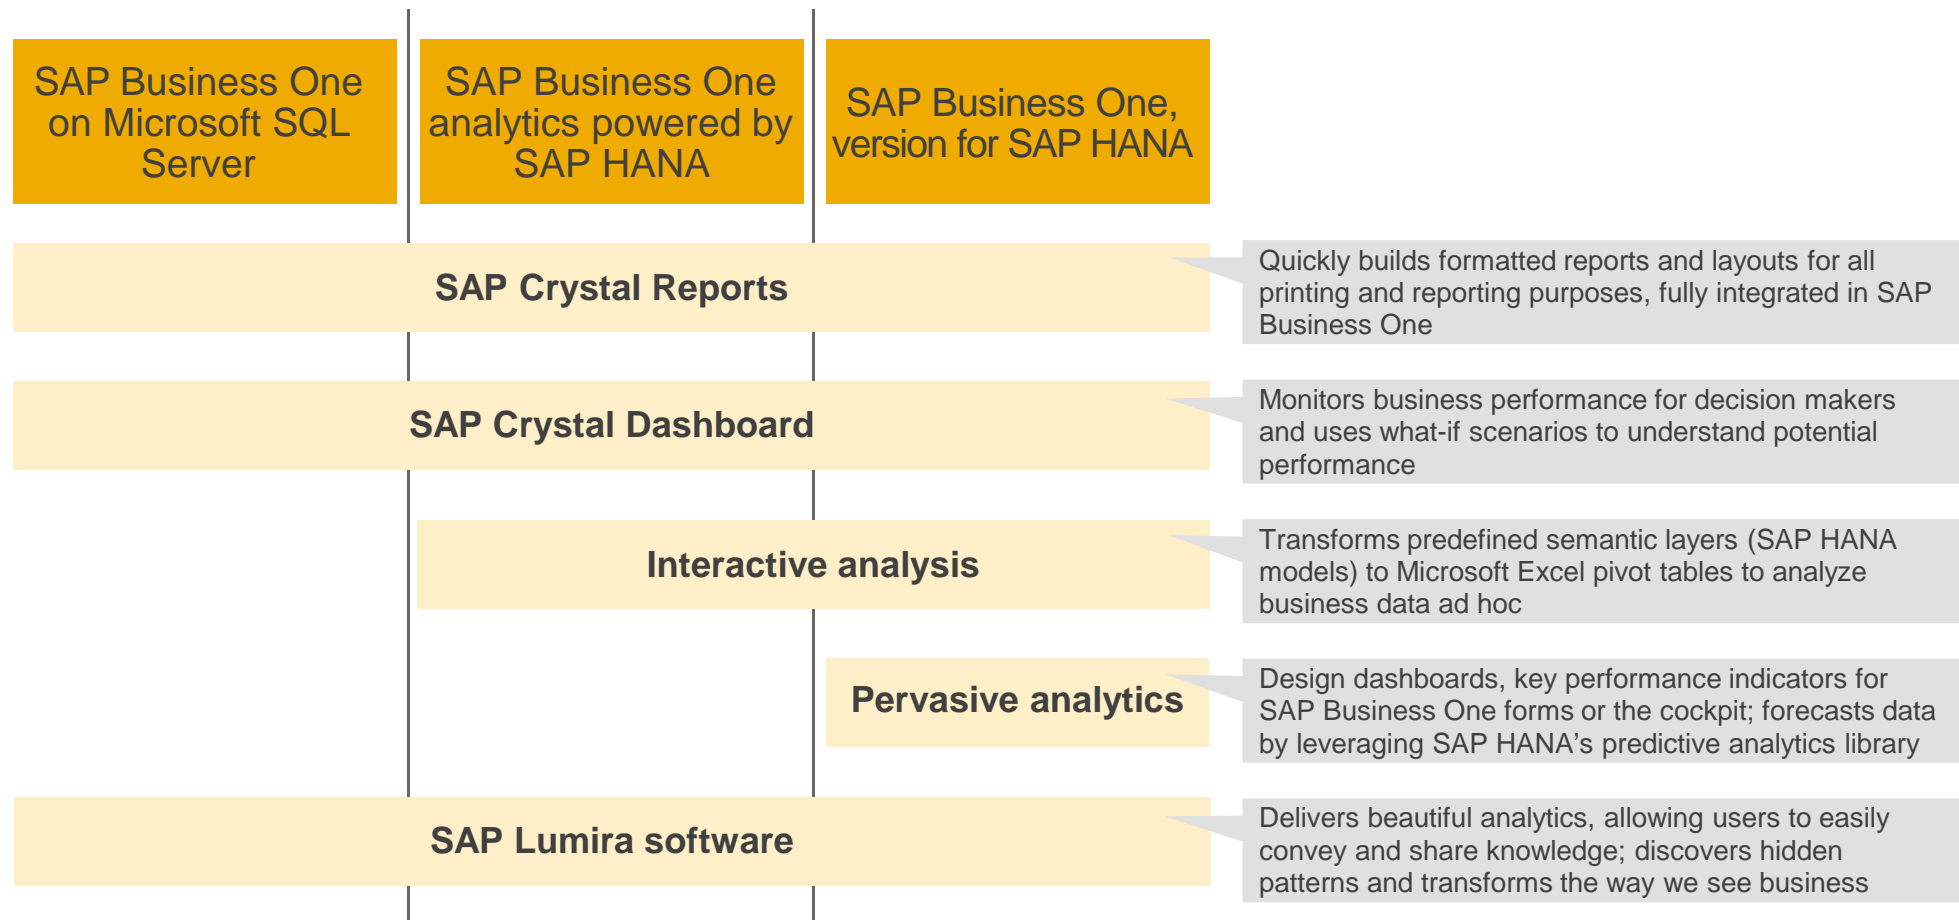 SAP Business One
on Microsoft SQL
Server
SAP Business One
analytics powered by
SAP HANA
SAP Business One,
version for SAP HANA
SAP Crystal Reports
Quickly builds formatted reports and layouts for all
printing and reporting purposes, fully integrated in SAP
Business One
SAP Crystal Dashboard
Monitors business performance for decision makers
and uses what-if scenarios to understand potential
performance
Interactive analysis
Transforms predefined semantic layers (SAP HANA
models) to Microsoft Excel pivot tables to analyze
business data ad hoc
Pervasive analytics
Design dashboards, key performance indicators for
SAP Business One forms or the cockpit; forecasts data
by leveraging SAP HANA’s predictive analytics library
SAP Lumira software
Delivers beautiful analytics, allowing users to easily
convey and share knowledge; discovers hidden
patterns and transforms the way we see business